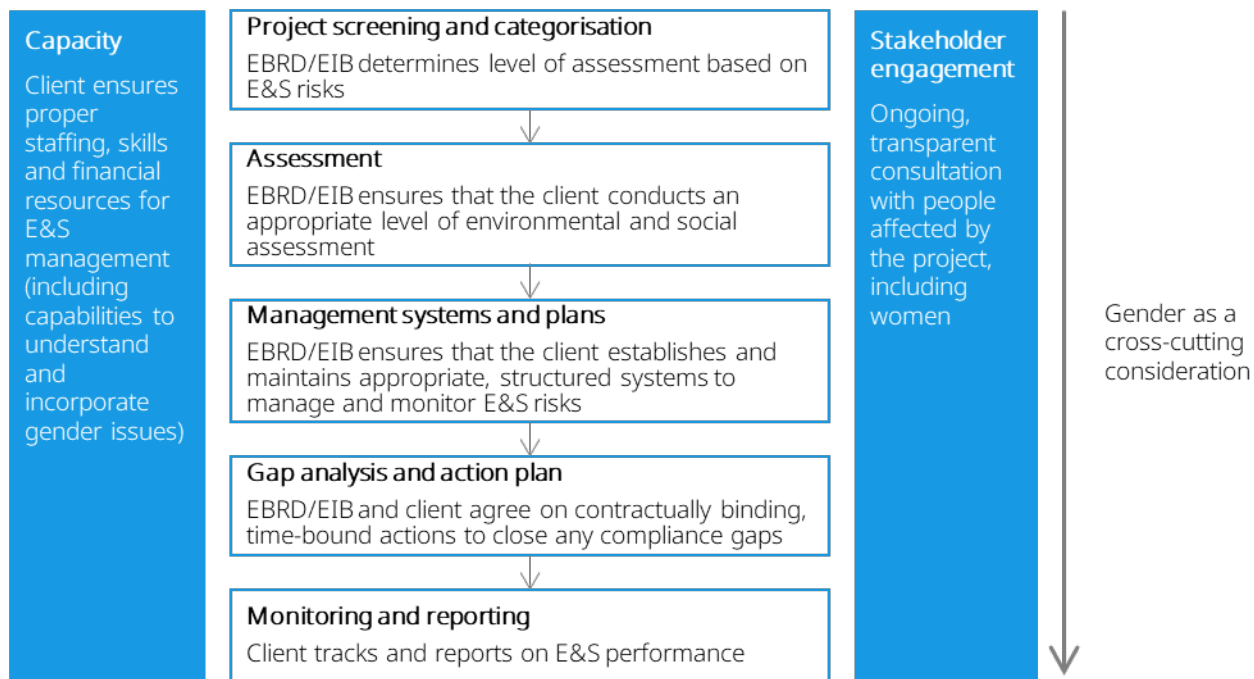 Capacity
Client ensures
proper
staffing, skills
and financial
resources for
E&S
management
(including
capabilities to
understand
and
incorporate
gender issues)
Project screening and categorisation
EBRD/EIB determines level of assessment based on
E&S risks
Assessment
EBRD/EIB ensures that the client conducts an
appropriate level of environmental and social
assessment
Management systems and plans
EBRD/EIB ensures that the client establishes and
maintains appropriate, structured systems to
manage and monitor E&S risks
Gap analysis and action plan
EBRD/EIB and client agree on contractually binding,
time-bound actions to close any compliance gaps
Monitoring and reporting
Client tracks and reports on E&S performance
Stakeholder
engagement
Ongoing,
transparent
consultation
with people
affected by
the project,
including
women
Gender as a
cross-cutting
consideration